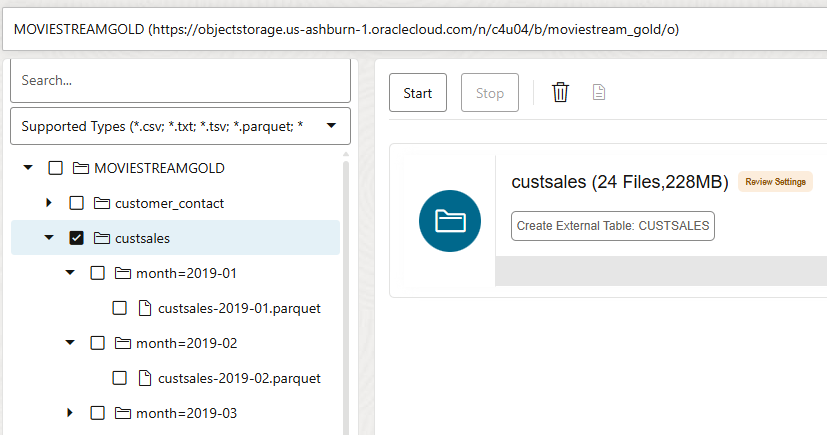 MOVIESTREAMGOLD (https://objectstorage.us-ashburn-1.oraclecloud.com/n/c4u04/b/moviestream_gold/o)
Search...
Supported Types (*.csv; *.txt; *.tsv; *.parquet; *
MOVIESTREAMGOLD
customer_contact
custsales
month=2019-01
custsales-2019-01.parquet
month=2019-02
custsales-2019-02.parquet
month=2019-03
Start
Stop
custsales (24 Files,228MB)
Review Settings
Create External Table: CUSTSALES